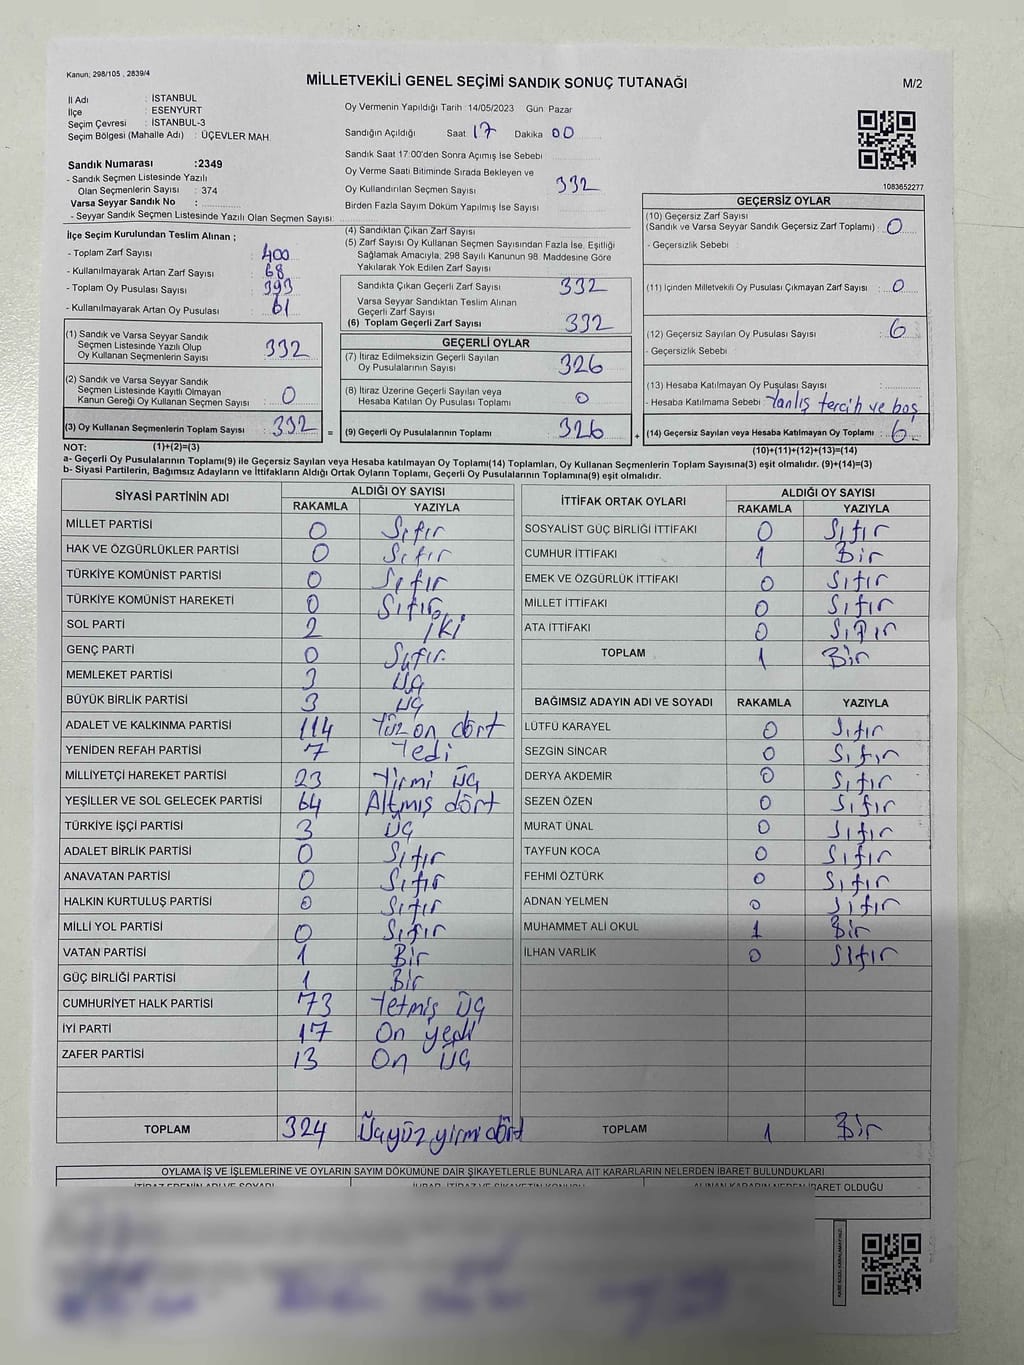 Kanun; 298/105 , 2839/4
MİLLETVEKİLİ GENEL SEÇİMİ SANDIK SONUÇ TUTANAĞI
M/2
İl Adı : İSTANBUL
İlçe : ESENYURT
Seçim Çevresi : İSTANBUL-3
Seçim Bölgesi (Mahalle Adı) : ÜÇEVLER MAH.
Sandık Numarası :2349
- Sandık Seçmen Listesinde Yazılı
Olan Seçmenlerin Sayısı : 374
Varsa Seyyar Sandık No :
- Seyyar Sandık Seçmen Listesinde Yazılı Olan Seçmen Sayısı:
Oy Vermenin Yapıldığı Tarih :14/05/2023 Gün: Pazar
Sandığın Açıldığı Saat 17 Dakika 00
Sandık Saat 17:00'den Sonra Açımış İse Sebebi
Oy Verme Saati Bitiminde Sırada Bekleyen ve
Oy Kullandırılan Seçmen Sayısı 332
Birden Fazla Sayım Döküm Yapılmış İse Sayısı
1083652277
İlçe Seçim Kurulundan Teslim Alınan ;
- Toplam Zarf Sayısı : 400
- Kullanılmayarak Artan Zarf Sayısı : 68
- Toplam Oy Pusulası Sayısı : 393
- Kullanılmayarak Artan Oy Pusulası : 61
(1) Sandık ve Varsa Seyyar Sandık
Seçmen Listesinde Yazılı Olup
Oy Kullanan Seçmenlerin Sayısı 332
(2) Sandık ve Varsa Seyyar Sandık
Seçmen Listesinde Kayıtlı Olmayan
Kanun Gereği Oy Kullanan Seçmen Sayısı : 0
(3) Oy Kullanan Seçmenlerin Toplam Sayısı : 332
(4) Sandıktan Çıkan Zarf Sayısı
(5) Zarf Sayısı Oy Kullanan Seçmen Sayısından Fazla İse, Eşitliği
Sağlamak Amacıyla, 298 Sayılı Kanunun 98. Maddesine Göre
Yakılarak Yok Edilen Zarf Sayısı
Sandıkta Çıkan Geçerli Zarf Sayısı 332
Varsa Seyyar Sandıktan Teslim Alınan
Geçerli Zarf Sayısı
(6) Toplam Geçerli Zarf Sayısı 332
GEÇERLİ OYLAR
(7) İtiraz Edilmeksizin Geçerli Sayılan
Oy Pusulalarının Sayısı 326
(8) İtiraz Üzerine Geçerli Sayılan veya
Hesaba Katılan Oy Pusulası Toplamı 0
= (9) Geçerli Oy Pusulalarının Toplamı 326
GEÇERSİZ OYLAR
(10) Geçersiz Zarf Sayısı
(Sandık ve Varsa Seyyar Sandık Geçersiz Zarf Toplamı) : 0
- Geçersizlik Sebebi :
(11) İçinden Milletvekili Oy Pusulası Çıkmayan Zarf Sayısı : 0
(12) Geçersiz Sayılan Oy Pusulası Sayısı : 6
- Geçersizlik Sebebi :
(13) Hesaba Katılmayan Oy Pusulası Sayısı :
- Hesaba Katılmama Sebebi : Yanlış tercih ve boş
+ (14) Geçersiz Sayılan veya Hesaba Katılmayan Oy Toplamı : 6
NOT: (1)+(2)=(3)
(10)+(11)+(12)+(13)=(14)
a- Geçerli Oy Pusulalarının Toplamı(9) ile Geçersiz Sayılan veya Hesaba katılmayan Oy Toplamı(14) Toplamları, Oy Kullanan Seçmenlerin Toplam Sayısına(3) eşit olmalıdır. (9)+(14)=(3)
b- Siyasi Partilerin, Bağımsız Adayların ve İttifakların Aldığı Ortak Oyların Toplamı, Geçerli Oy Pusulalarının Toplamına(9) eşit olmalıdır.
SİYASİ PARTİNİN ADI ALDIĞI OY SAYISI
RAKAMLA YAZIYLA
MİLLET PARTİSİ 0 Sıfır
HAK VE ÖZGÜRLÜKLER PARTİSİ 0 Sıfır
TÜRKİYE KOMÜNİST PARTİSİ 0 Sıfır
TÜRKİYE KOMÜNİST HAREKETİ 0 Sıfır
SOL PARTİ 2 iki
GENÇ PARTİ 0 Sıfır
MEMLEKET PARTİSİ 3 Üç
BÜYÜK BİRLİK PARTİSİ 3 Üç
ADALET VE KALKINMA PARTİSİ 114 Yüz on dört
YENİDEN REFAH PARTİSİ 7 Yedi
MİLLİYETÇİ HAREKET PARTİSİ 23 Yirmi üç
YEŞİLLER VE SOL GELECEK PARTİSİ 64 Altmış dört
TÜRKİYE İŞÇİ PARTİSİ 3 Üç
ADALET BİRLİK PARTİSİ 0 Sıfır
ANAVATAN PARTİSİ 0 Sıfır
HALKIN KURTULUŞ PARTİSİ 0 Sıfır
MİLLİ YOL PARTİSİ 0 Sıfır
VATAN PARTİSİ 1 Bir
GÜÇ BİRLİĞİ PARTİSİ 1 Bir
CUMHURİYET HALK PARTİSİ 73 Yetmiş üç
İYİ PARTİ 17 On yedi
ZAFER PARTİSİ 13 On üç
TOPLAM 324 Üçyüz yirmi dört
İTTİFAK ORTAK OYLARI ALDIĞI OY SAYISI
RAKAMLA YAZIYLA
SOSYALİST GÜÇ BİRLİĞİ İTTİFAKI 0 Sıfır
CUMHUR İTTİFAKI 1 Bir
EMEK VE ÖZGÜRLÜK İTTİFAKI 0 Sıfır
MİLLET İTTİFAKI 0 Sıfır
ATA İTTİFAKI 0 Sıfır
TOPLAM 1 Bir
BAĞIMSIZ ADAYIN ADI VE SOYADI RAKAMLA YAZIYLA
LÜTFÜ KARAYEL 0 Sıfır
SEZGİN SİNCAR 0 Sıfır
DERYA AKDEMİR 0 Sıfır
SEZEN ÖZEN 0 Sıfır
MURAT ÜNAL 0 Sıfır
TAYFUN KOCA 0 Sıfır
FEHMİ ÖZTÜRK 0 Sıfır
ADNAN YELMEN 0 Sıfır
MUHAMMET ALİ OKUL 1 Bir
İLHAN VARLIK 0 Sıfır
TOPLAM 1 Bir
OYLAMA İŞ VE İŞLEMLERİNE VE OYLARIN SAYIM DÖKÜMÜNE DAİR ŞİKAYETLERLE BUNLARA AİT KARARLARIN NELERDEN İBARET BULUNDUKLARI
İTİRAZ EDENİN ADI VE SOYADI İHBAR, İTİRAZ VE ŞİKAYETİN KONUSU ALINAN KARARIN NEDEN İBARET OLDUĞU